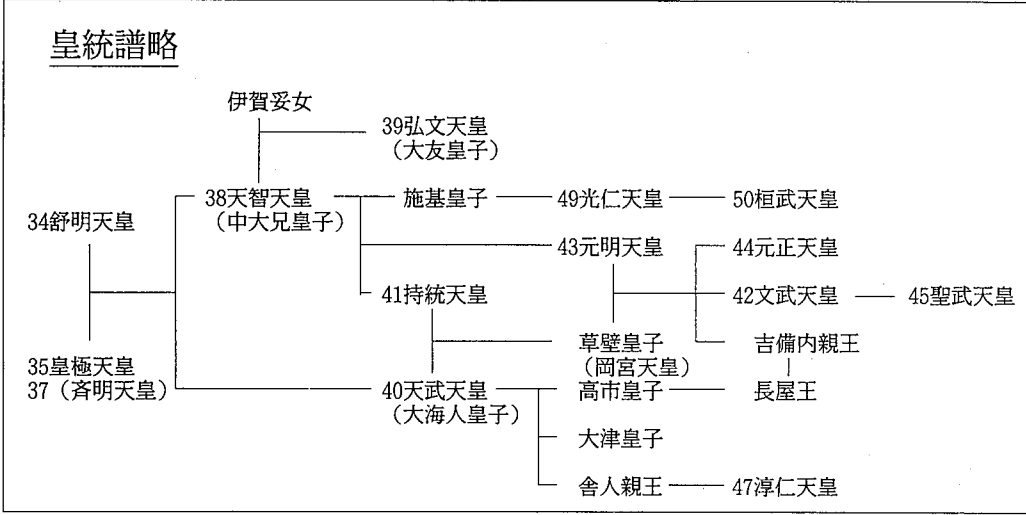 皇統譜略
伊賀妥女
39弘文天皇
(大友皇子)
38天智天皇
(中大兄皇子)
施基皇子
49光仁天皇
50桓武天皇
34舒明天皇
43元明天皇
44元正天皇
41持統天皇
42文武天皇
45聖武天皇
35皇極天皇
37(斉明天皇)
草壁皇子
(岡宮天皇)
吉備内親王
40天武天皇
(大海人皇子)
高市皇子
長屋王
大津皇子
舎人親王
47淳仁天皇